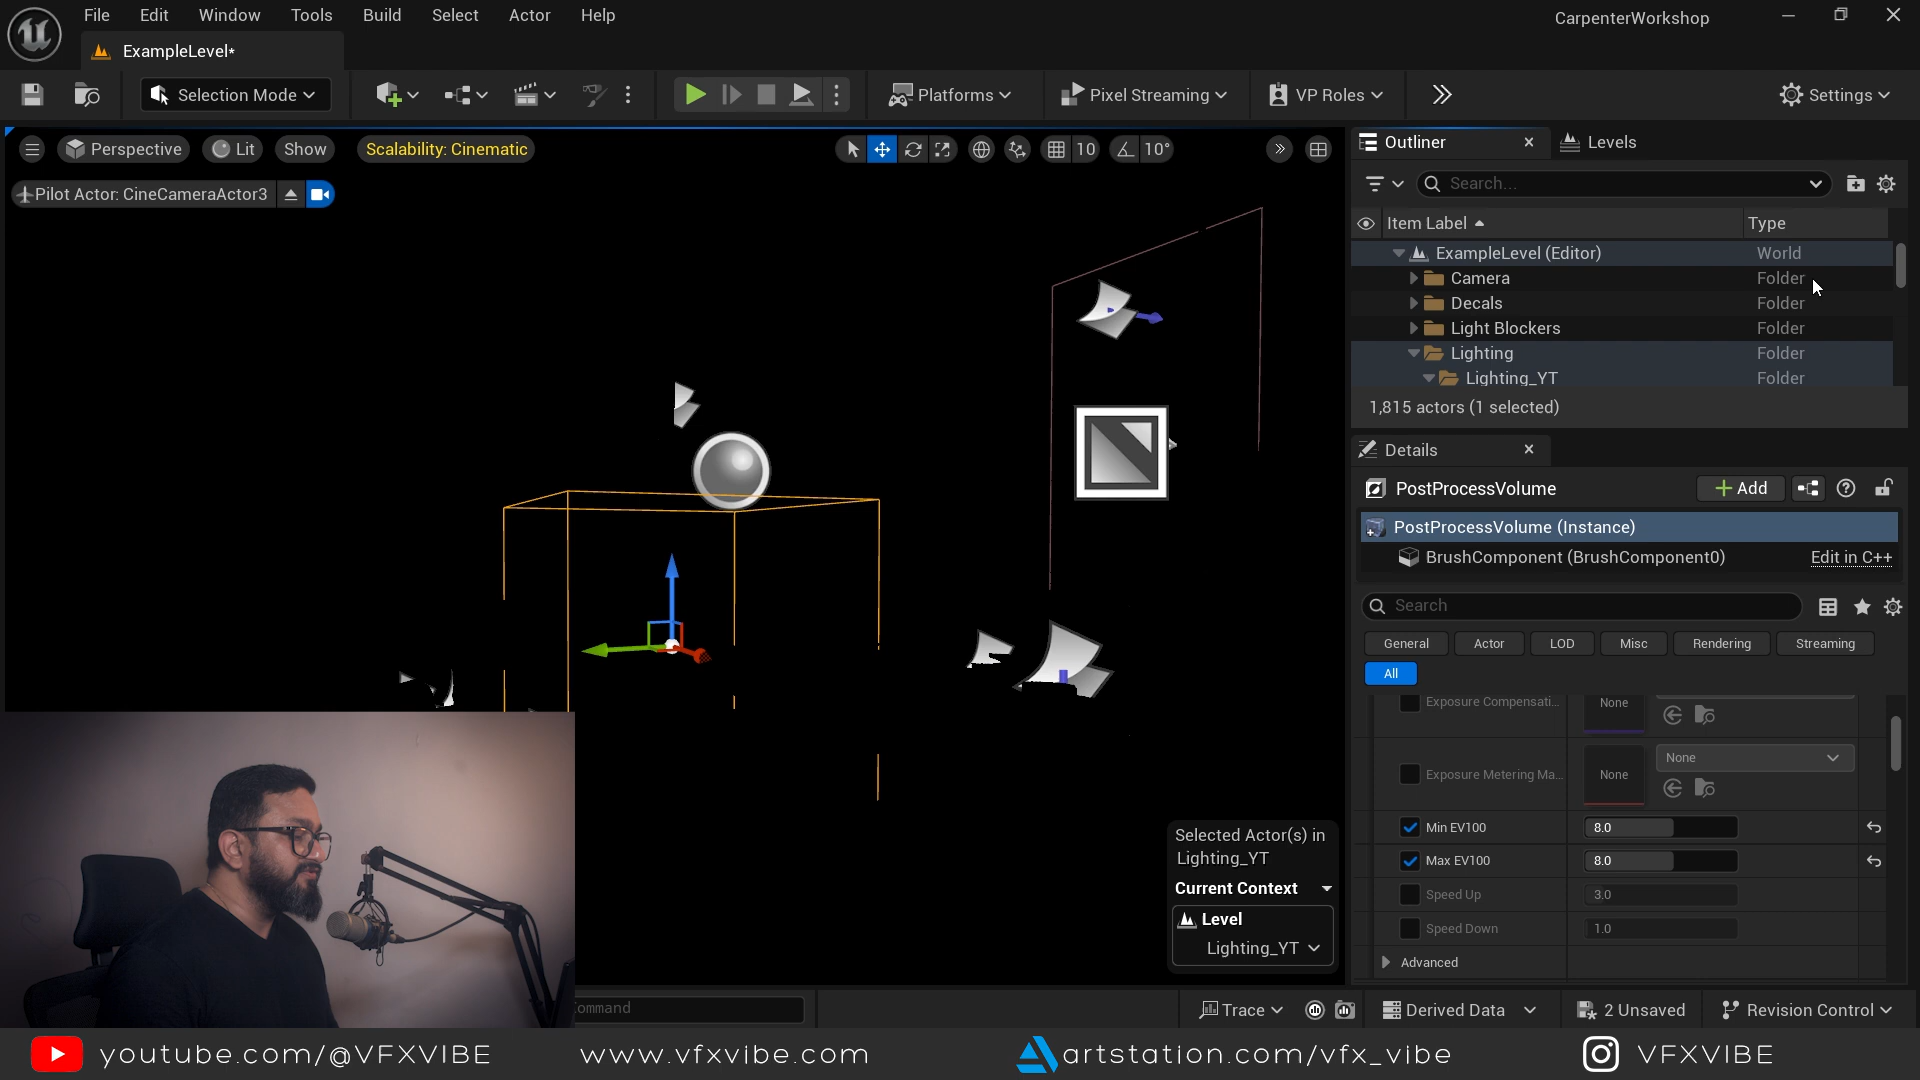 File Edit Window Tools Build Select Actor Help CarpenterWorkshop
ExampleLevel*
Selection Mode Platforms Pixel Streaming VP Roles Settings
Perspective Lit Show Scalability: Cinematic 10 10°
Pilot Actor: CineCameraActor3
Outliner Levels
Search...
Item Label Type
ExampleLevel (Editor) World
Camera Folder
Decals Folder
Light Blockers Folder
Lighting Folder
Lighting_YT Folder
1,815 actors (1 selected)
Details
PostProcessVolume Add
PostProcessVolume (Instance)
BrushComponent (BrushComponent0) Edit in C++
Search
General Actor LOD Misc Rendering Streaming
All
Exposure Compensati... None
Exposure Metering Ma... None None
Min EV100 8.0
Max EV100 8.0
Speed Up 3.0
Speed Down 1.0
Advanced
Selected Actor(s) in
Lighting_YT
Current Context
Level
Lighting_YT
ommand Trace Derived Data 2 Unsaved Revision Control
youtube.com/@VFXVIBE www.vfxvibe.com artstation.com/vfx_vibe VFXVIBE